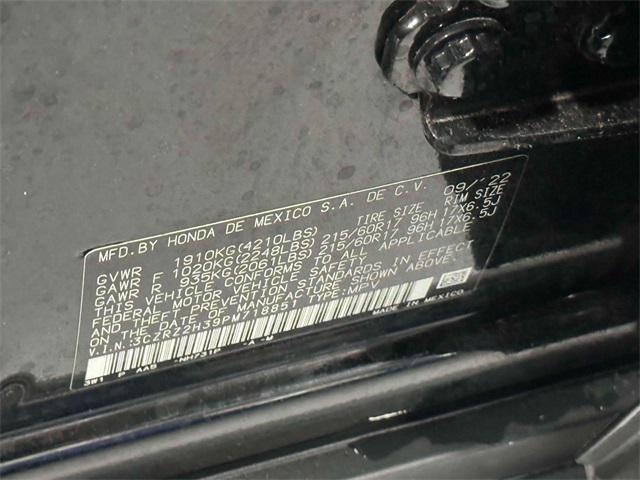 MFD. BY HONDA DE MEXICO S.A. DE C.V. 09/'22
TIRE SIZE RIM SIZE
GVWR 1910KG(4210LBS)
GAWR F 1020KG(2248LBS) 215/60R17 96H 17X6.5J
GAWR R 935KG(2061LBS) 215/60R17 96H 17X6.5J
THIS VEHICLE CONFORMS TO ALL APPLICABLE
FEDERAL MOTOR VEHICLE SAFETY AND
THEFT PREVENTION STANDARDS IN EFFECT
ON THE DATE OF MANUFACTURE SHOWN ABOVE.
V.I.N.:3CZRZ2H39PM718851 TYPE:MPV
MADE IN MEXICO